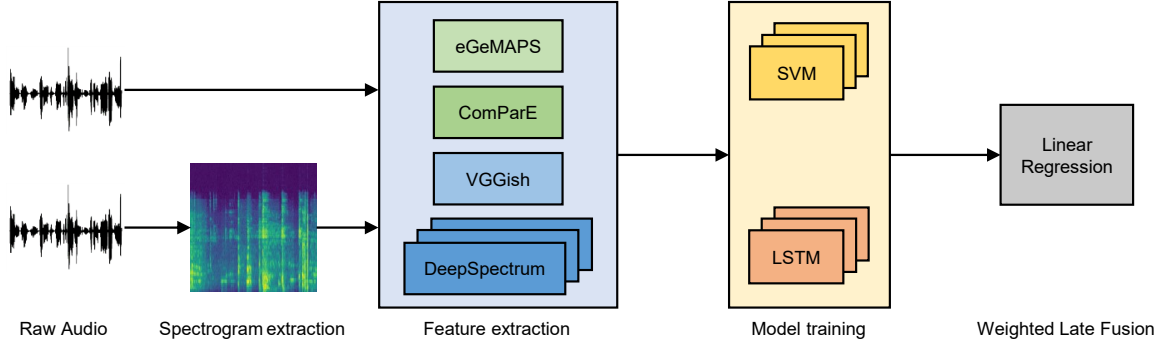 eGeMAPS
ComParE
VGGish
DeepSpectrum
SVM
LSTM
Linear
Regression
Raw Audio
Spectrogram extraction
Feature extraction
Model training
Weighted Late Fusion